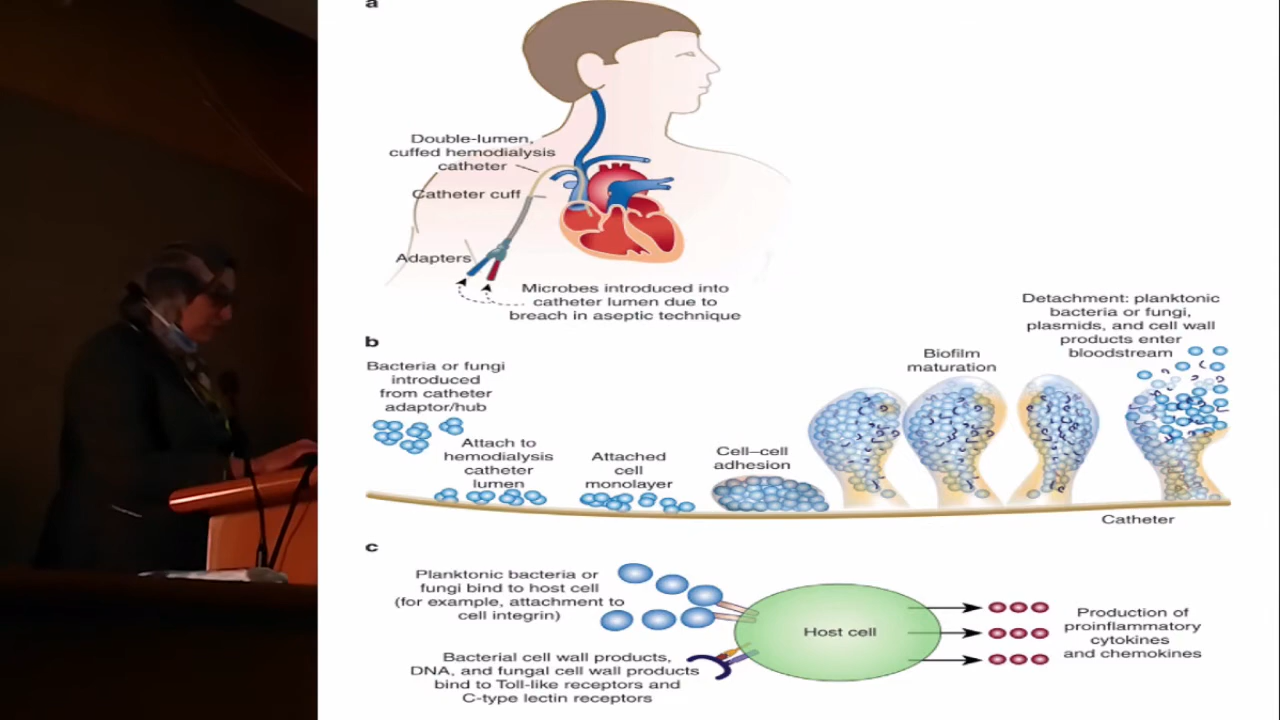 a
Double-lumen,
cuffed hemodialysis
catheter
Catheter cuff
Adapters
Microbes introduced into
catheter lumen due to
breach in aseptic technique
b
Bacteria or fungi
introduced
from catheter
adaptor/hub
Attach to
hemodialysis
catheter
lumen
Attached
cell
monolayer
Cell–cell
adhesion
Biofilm
maturation
Detachment: planktonic
bacteria or fungi,
plasmids, and cell wall
products enter
bloodstream
Catheter
c
Planktonic bacteria or
fungi bind to host cell
(for example, attachment to
cell integrin)
Bacterial cell wall products,
DNA, and fungal cell wall products
bind to Toll-like receptors and
C-type lectin receptors
Host cell
Production of
proinflammatory
cytokines
and chemokines